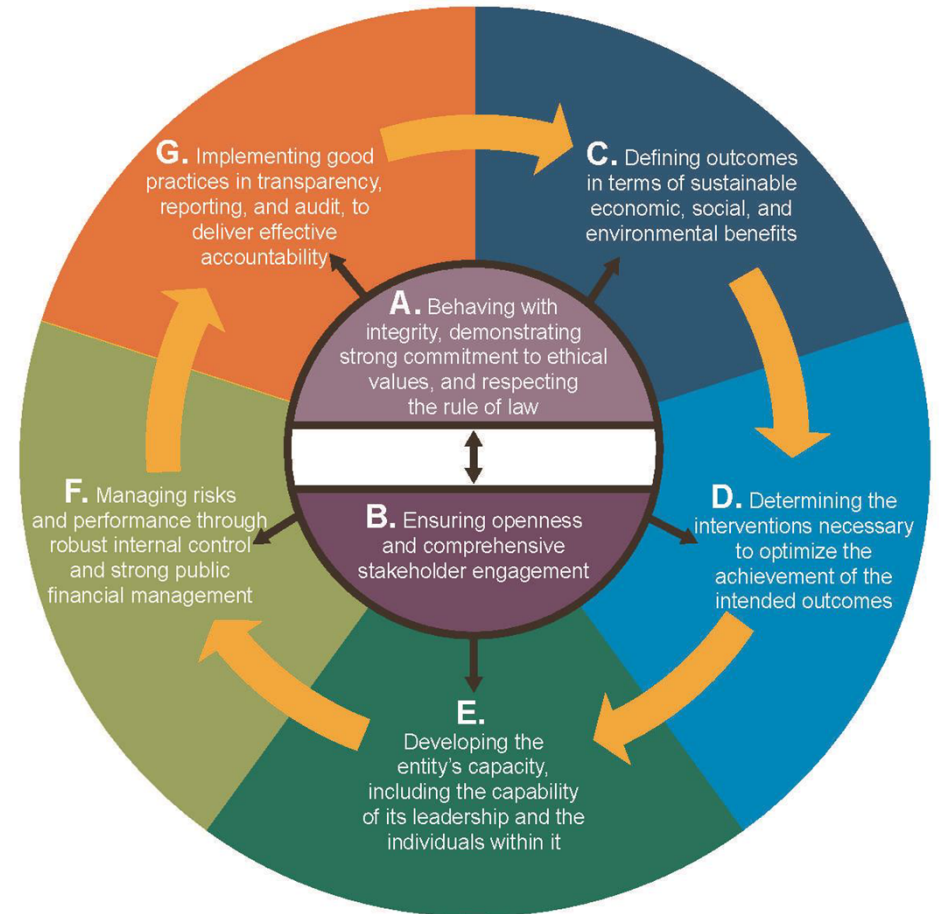 G. Implementing good
practices in transparency,
reporting, and audit, to
deliver effective
accountability
C. Defining outcomes
in terms of sustainable
economic, social, and
environmental benefits
A. Behaving with
integrity, demonstrating
strong commitment to ethical
values, and respecting
the rule of law
F. Managing risks
and performance through
robust internal control
and strong public
financial management
B. Ensuring openness
and comprehensive
stakeholder engagement
D. Determining the
interventions necessary
to optimize the
achievement of the
intended outcomes
E.
Developing the
entity’s capacity,
including the capability
of its leadership and the
individuals within it